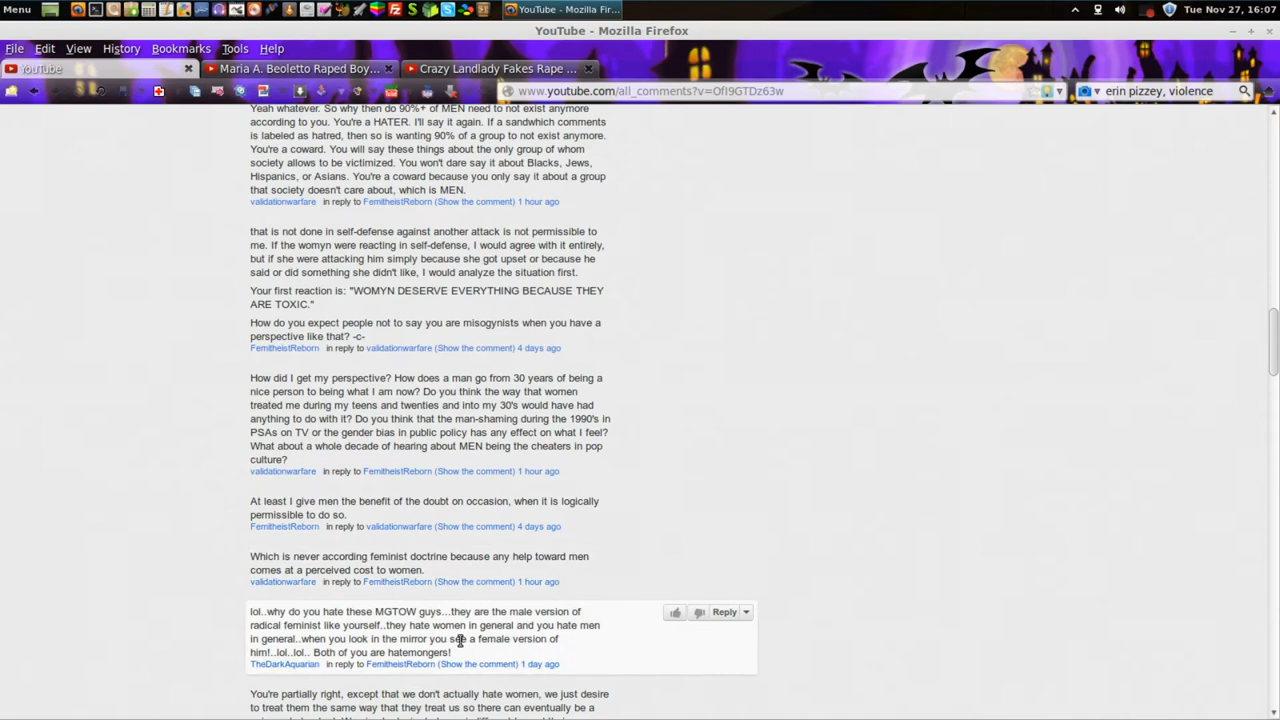 Menu
YouTube - Mozilla Firef...
Tue Nov 27, 16:07
YouTube - Mozilla Firefox
File Edit View History Bookmarks Tools Help
YouTube
Maria A. Beoletto Raped Boy...
Crazy Landlady Fakes Rape ...
www.youtube.com/all_comments?v=OfI9GTDz63w
erin pizzey, violence
Yeah whatever. So why then do 90%+ of MEN need to not exist anymore
according to you. You're a HATER. I'll say it again. If a sandwhich comments
is labeled as hatred, then so is wanting 90% of a group to not exist anymore.
You're a coward. You will say these things about the only group of whom
society allows to be victimized. You won't dare say it about Blacks, Jews,
Hispanics, or Asians. You're a coward because you only say it about a group
that society doesn't care about, which is MEN.
validationwarfare in reply to FemitheistReborn (Show the comment) 1 hour ago
that is not done in self-defense against another attack is not permissible to
me. If the womyn were reacting in self-defense, I would agree with it entirely,
but if she were attacking him simply because she got upset or because he
said or did something she didn't like, I would analyze the situation first.
Your first reaction is: "WOMYN DESERVE EVERYTHING BECAUSE THEY
ARE TOXIC."
How do you expect people not to say you are misogynists when you have a
perspective like that? -c-
FemitheistReborn in reply to validationwarfare (Show the comment) 4 days ago
How did I get my perspective? How does a man go from 30 years of being a
nice person to being what I am now? Do you think the way that women
treated me during my teens and twenties and into my 30's would have had
anything to do with it? Do you think that the man-shaming during the 1990's in
PSAs on TV or the gender bias in public policy has any effect on what I feel?
What about a whole decade of hearing about MEN being the cheaters in pop
culture?
validationwarfare in reply to FemitheistReborn (Show the comment) 1 hour ago
At least I give men the benefit of the doubt on occasion, when it is logically
permissible to do so.
FemitheistReborn in reply to validationwarfare (Show the comment) 4 days ago
Which is never according feminist doctrine because any help toward men
comes at a perceived cost to women.
validationwarfare in reply to FemitheistReborn (Show the comment) 1 hour ago
lol..why do you hate these MGTOW guys...they are the male version of
radical feminist like yourself..they hate women in general and you hate men
in general..when you look in the mirror you see a female version of
him!..lol..lol.. Both of you are hatemongers!
Reply
TheDarkAquarian in reply to FemitheistReborn (Show the comment) 1 day ago
You're partially right, except that we don't actually hate women, we just desire
to treat them the same way that they treat us so there can eventually be a